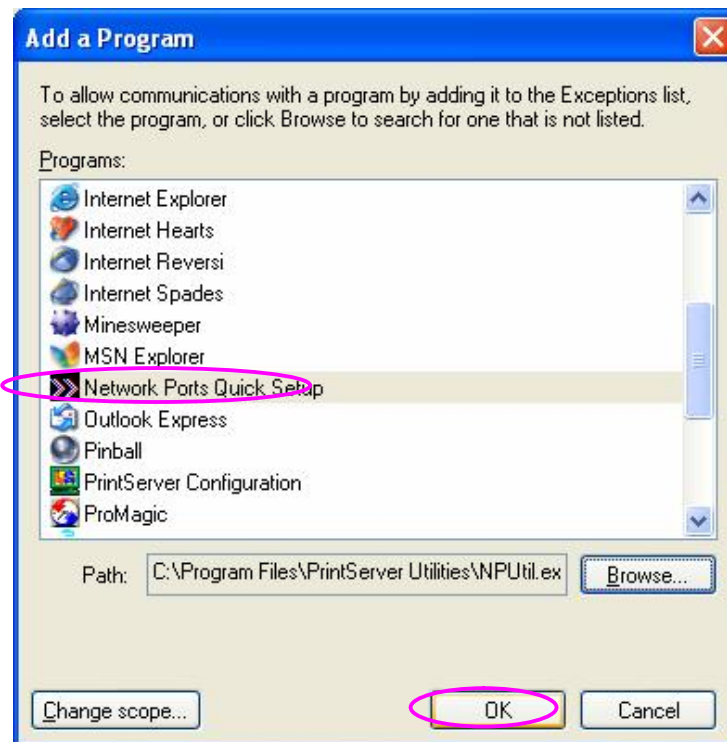 Add a Program
To allow communications with a program by adding it to the Exceptions list,
select the program, or click Browse to search for one that is not listed.
Programs:
Internet Explorer
Internet Hearts
Internet Reversi
Internet Spades
Minesweeper
MSN Explorer
Network Ports Quick Setup
Outlook Express
Pinball
PrintServer Configuration
ProMagic
Path: C:\Program Files\PrintServer Utilities\NPUtil.ex Browse...
Change scope... OK Cancel